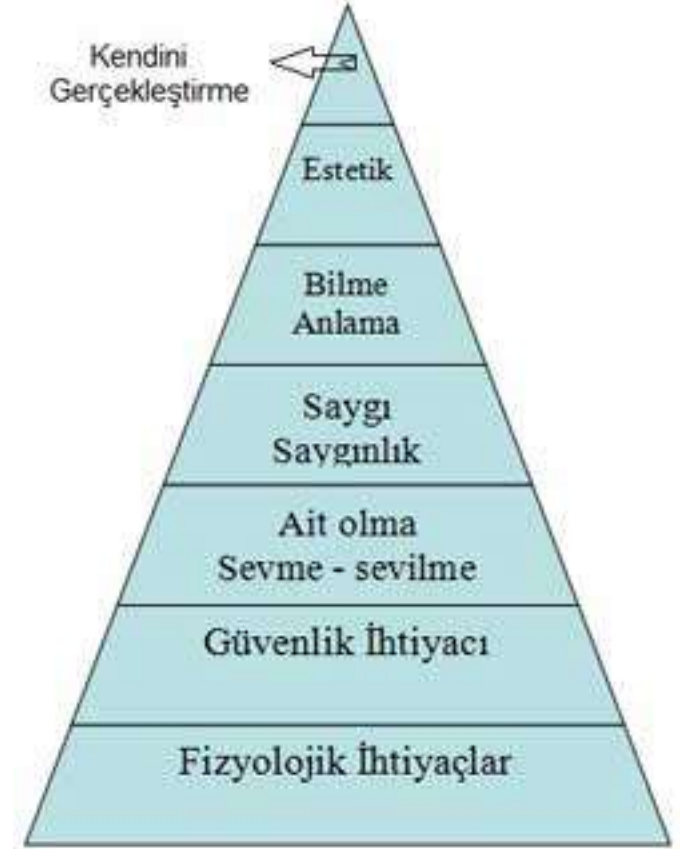 Kendini
Gerçekleştirme
Estetik
Bilme
Anlama
Saygı
Saygınlık
Ait olma
Sevme - sevilme
Güvenlik İhtiyacı
Fizyolojik İhtiyaçlar